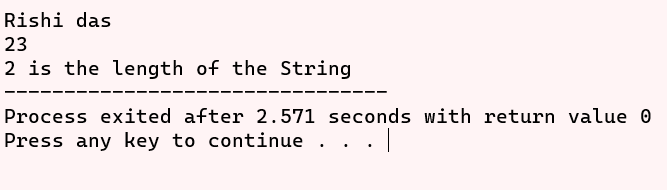 Rishi das
23
2 is the length of the String
--------------------------------
Process exited after 2.571 seconds with return value 0
Press any key to continue . . .